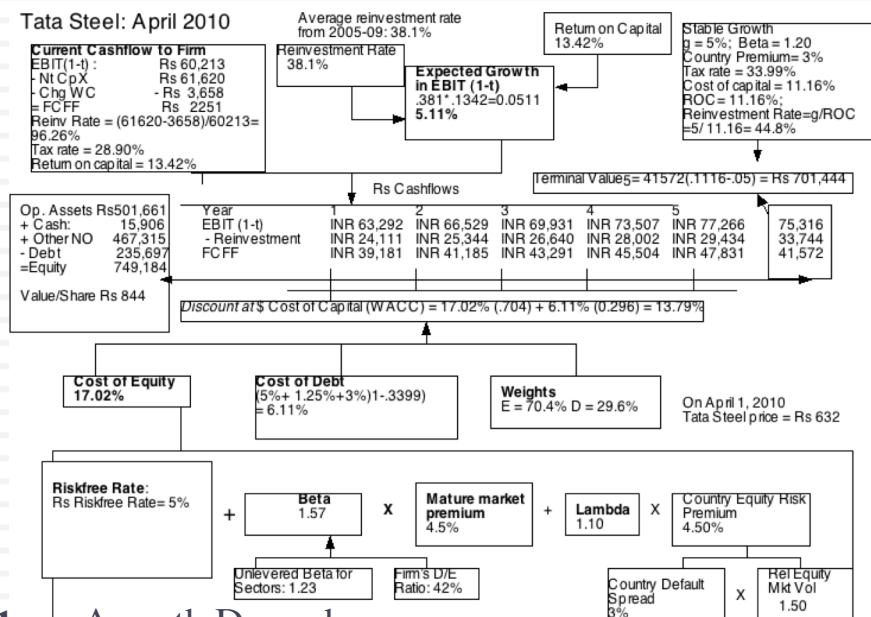 Tata Steel: April 2010
Average reinvestment rate
from 2005-09: 38.1%
Reinvestment Rate
38.1%
Return on Capital
13.42%
Stable Growth
g = 5%; Beta = 1.20
Country Premium= 3%
Tax rate = 33.99%
Cost of capital = 11.16%
ROC= 11.16%;
Reinvestment Rate=g/ROC
=5/ 11.16= 44.8%
Current Cashflow to Firm
EBIT(1-t) : Rs 60,213
- Nt CpX Rs 61,620
- Chg WC - Rs 3,658
= FCFF Rs 2251
Reinv Rate = (61620-3658)/60213=
96.26%
Tax rate = 28.90%
Return on capital = 13.42%
Expected Growth
in EBIT (1-t)
.381*.1342=0.0511
5.11%
Terminal Value5= 41572(.1116-.05) = Rs 701,444
Rs Cashflows
Op. Assets Rs501,661
+ Cash: 15,906
+ Other NO 467,315
- Debt 235,697
=Equity 749,184
Value/Share Rs 844
Year 1 2 3 4 5
EBIT (1-t) INR 63,292 INR 66,529 INR 69,931 INR 73,507 INR 77,266 75,316
- Reinvestment INR 24,111 INR 25,344 INR 26,640 INR 28,002 INR 29,434 33,744
FCFF INR 39,181 INR 41,185 INR 43,291 INR 45,504 INR 47,831 41,572
Discount at $ Cost of Capital (WACC) = 17.02% (.704) + 6.11% (0.296) = 13.79%
Cost of Equity
17.02%
Cost of Debt
(5%+ 1.25%+3%)1-.3399)
= 6.11%
Weights
E = 70.4% D = 29.6%
On April 1, 2010
Tata Steel price = Rs 632
Riskfree Rate:
Rs Riskfree Rate= 5%
+
Beta
1.57
X
Mature market
premium
4.5%
+
Lambda
1.10
X
Country Equity Risk
Premium
4.50%
Unlevered Beta for
Sectors: 1.23
Firm's D/E
Ratio: 42%
Country Default
Spread
3%
X
Rel Equity
Mkt Vol
1.50